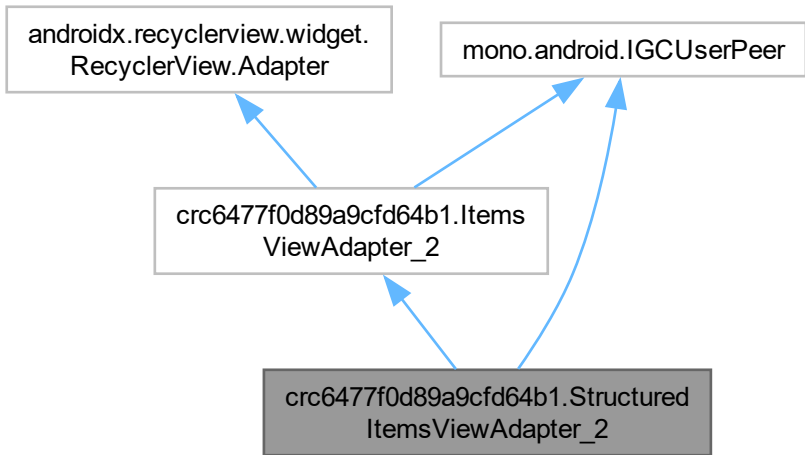 androidx.recyclerview.widget.
RecyclerView.Adapter
mono.android.IGCUserPeer
crc6477f0d89a9cfd64b1.Items
ViewAdapter_2
crc6477f0d89a9cfd64b1.Structured
ItemsViewAdapter_2